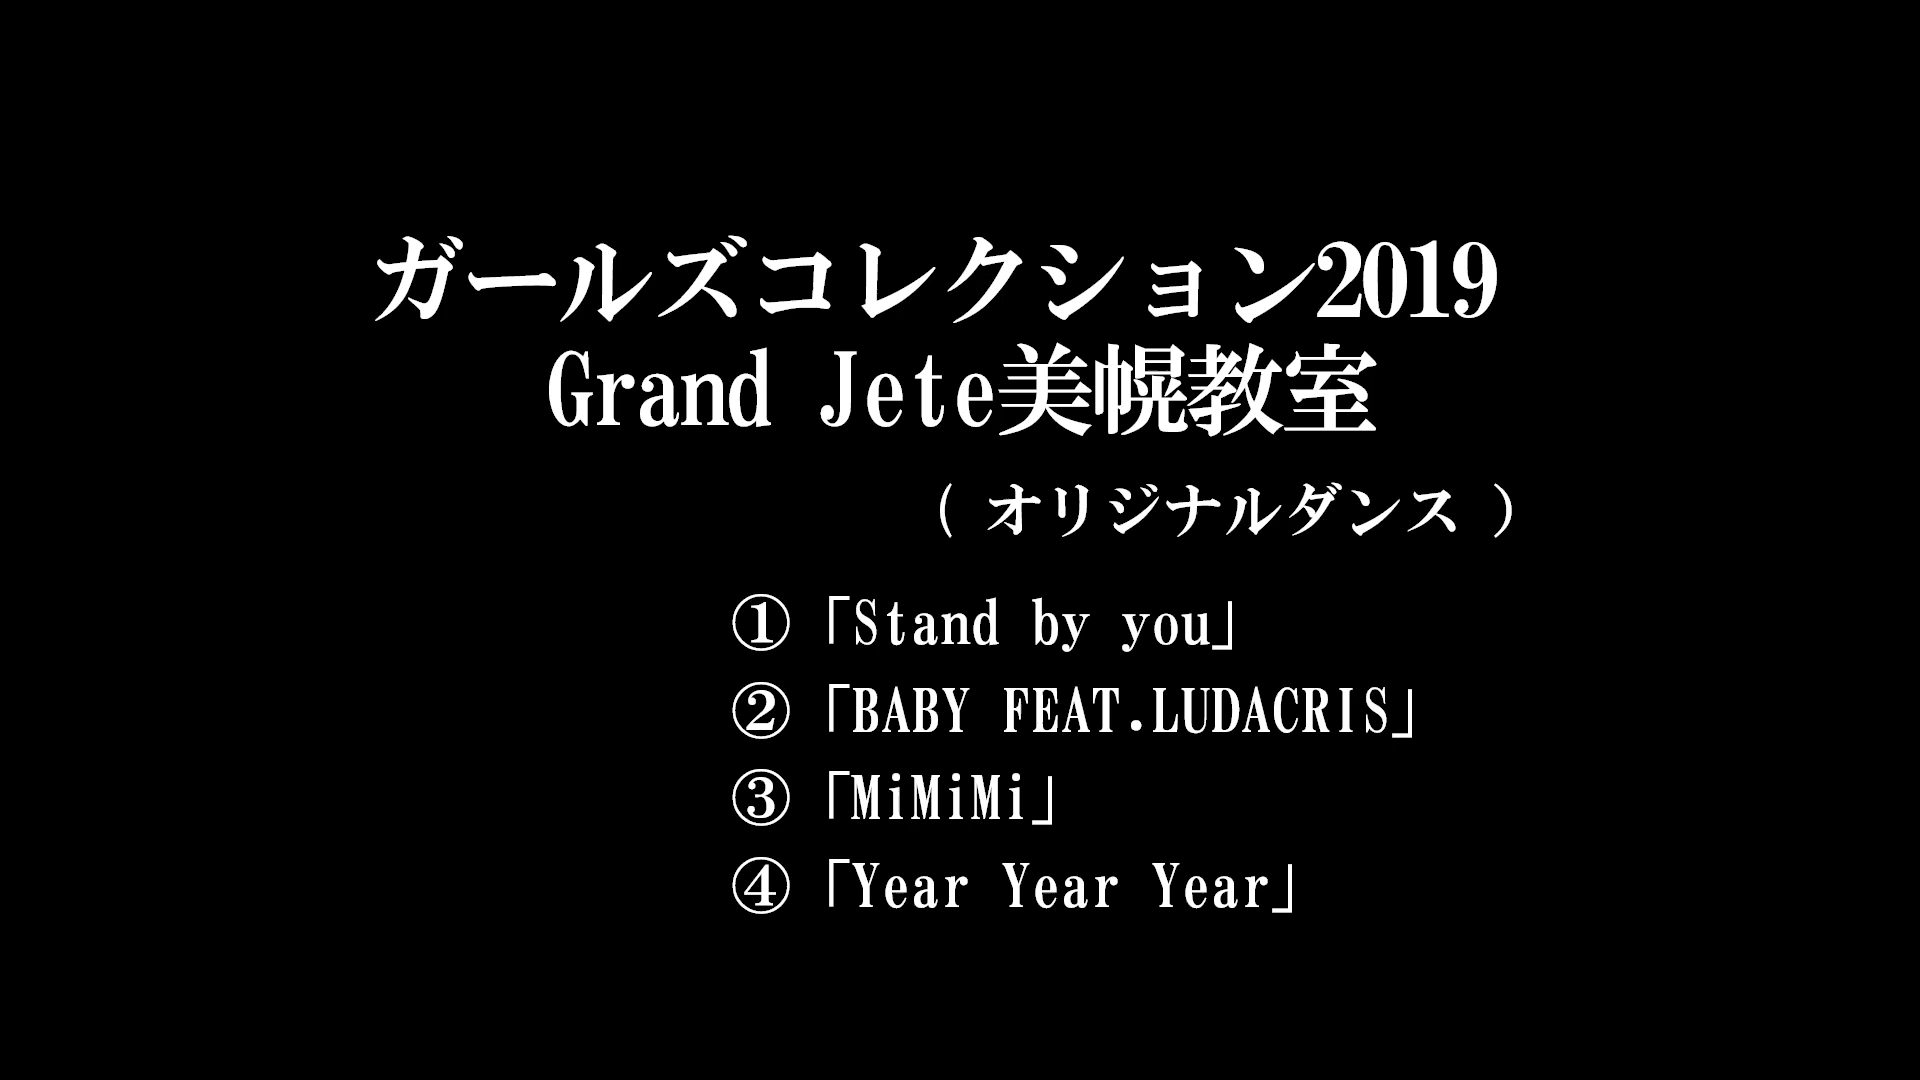 ガールズコレクション2019
Grand Jete美幌教室
( オリジナルダンス )
①「Stand by you」
②「BABY FEAT.LUDACRIS」
③「MiMiMi」
④「Year Year Year」